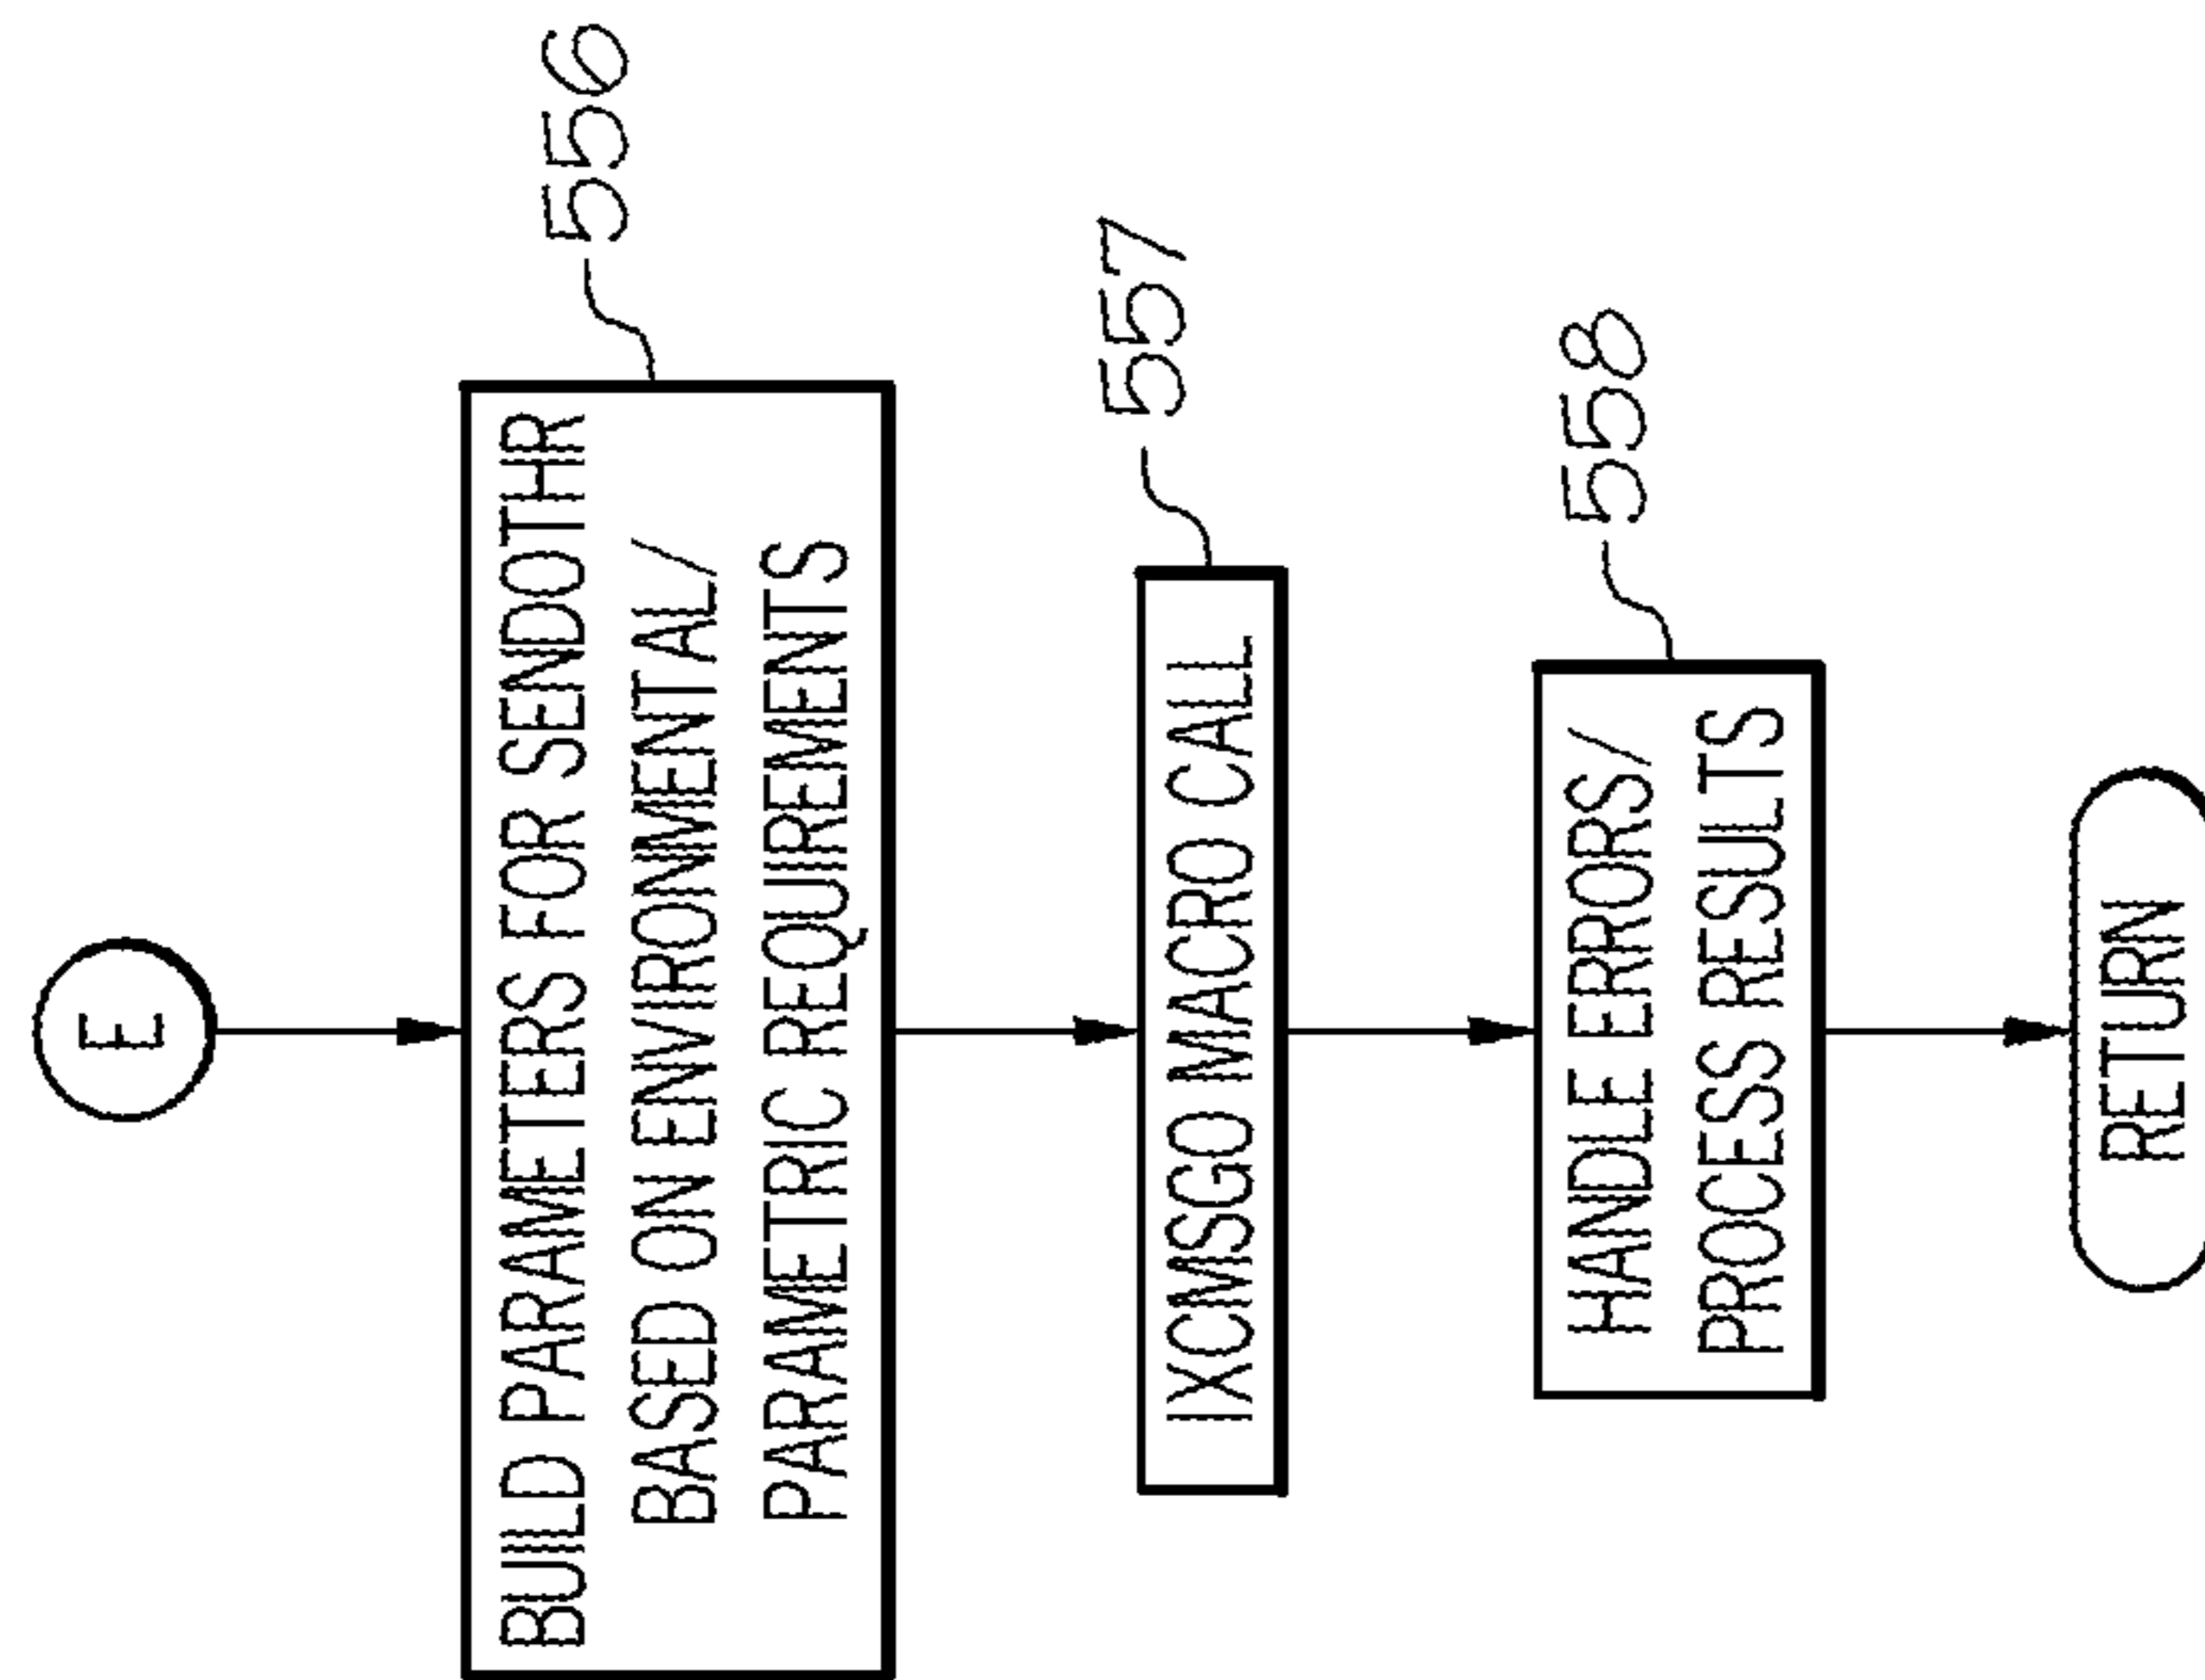 E
556
BUILD PARAMETERS FOR SENDOTHR
BASED ON ENVIRONMENTAL/
PARAMETRIC REQUIREMENTS
557
IXCMSGO MACRO CALL
558
HANDLE ERRORS/
PROCESS RESULTS
RETURN